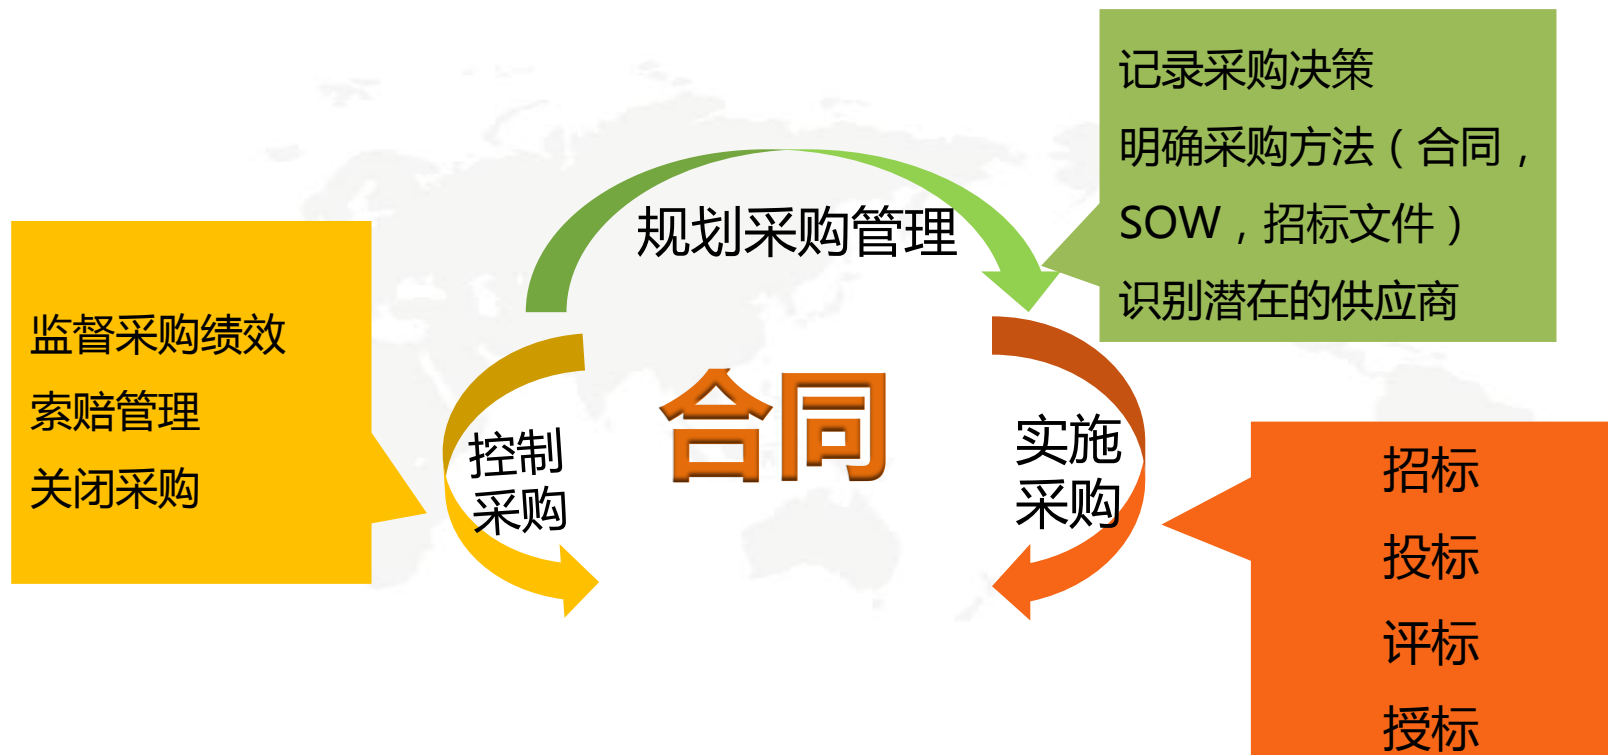 记录采购决策
明确采购方法（合同，
SOW，招标文件）
识别潜在的供应商
规划采购管理
监督采购绩效
索赔管理
关闭采购
合同
控制
采购
实施
采购
招标
投标
评标
授标